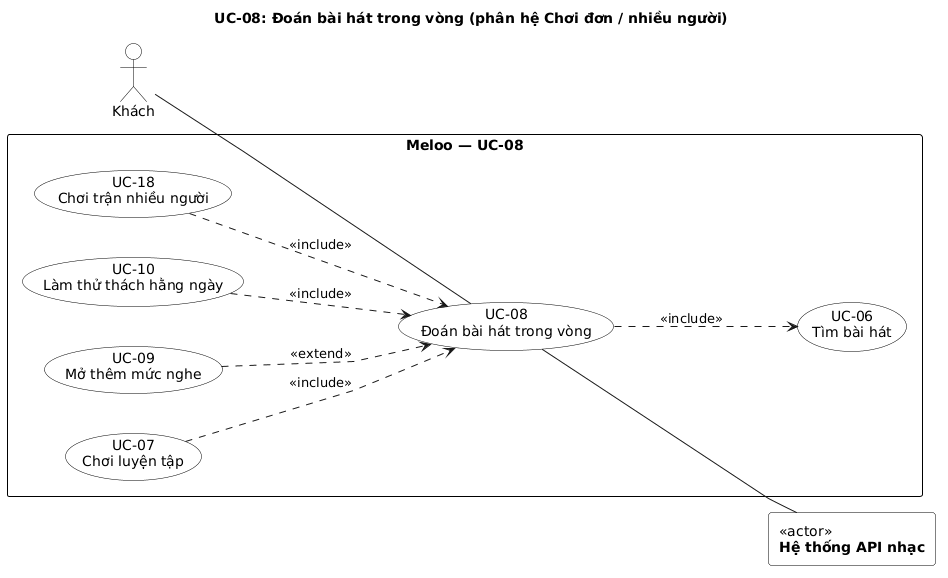 UC-08: Đoán bài hát trong vòng (phân hệ Chơi đơn / nhiều người)
Khách
Meloo — UC-08
UC-18
Chơi trận nhiều người
«include»
UC-10
Làm thử thách hằng ngày
«include»
UC-08
Đoán bài hát trong vòng
«include»
UC-06
Tìm bài hát
UC-09
Mở thêm mức nghe
«extend»
«include»
UC-07
Chơi luyện tập
«actor»
Hệ thống API nhạc